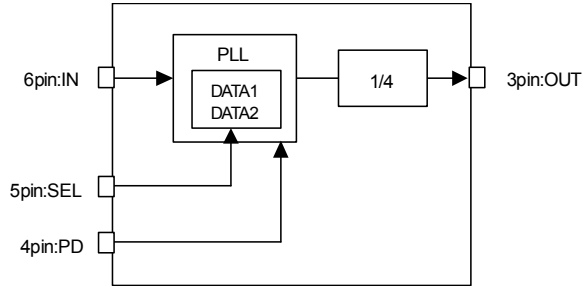 PLL
6pin:IN
DATA1
DATA2
1/4
3pin:OUT
5pin:SEL
4pin:PD